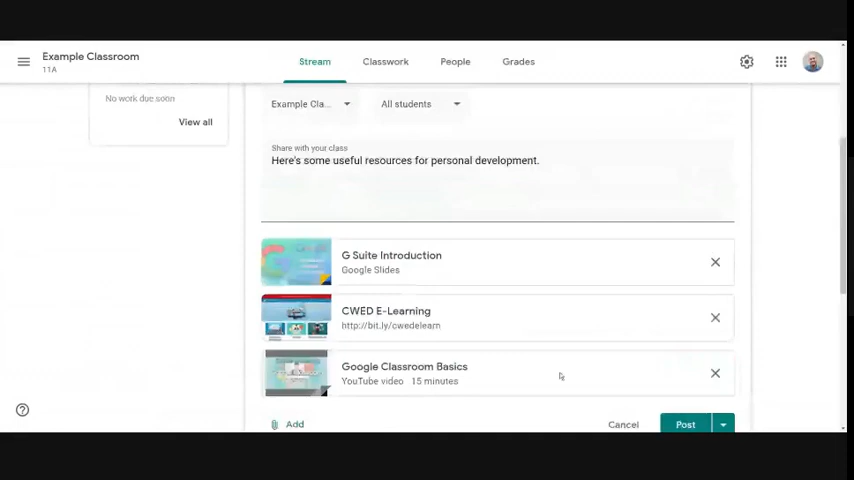 Example Classroom
11A
Stream
Classwork
People
Grades
No work due soon
View all
Example Cla...
All students
Share with your class
Here's some useful resources for personal development.
G Suite Introduction
Google Slides
CWED E-Learning
http://bit.ly/cwedelearn
Google Classroom Basics
YouTube video 15 minutes
Add
Cancel
Post